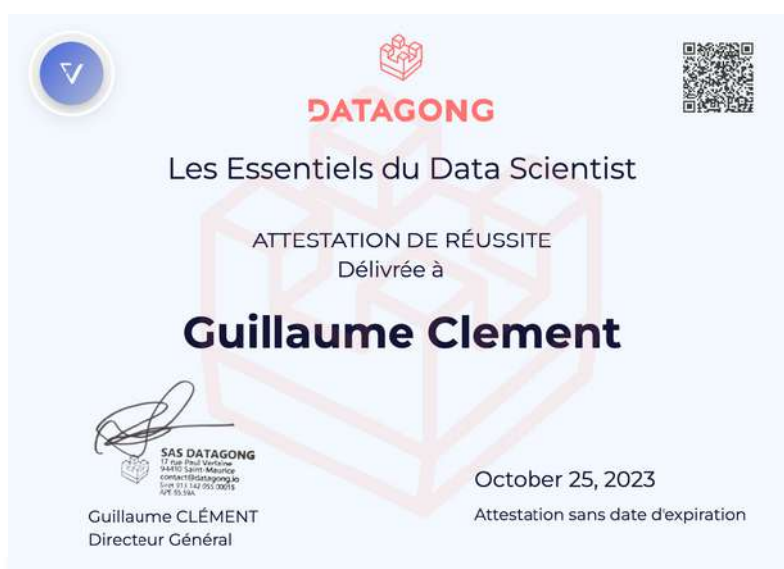 DATAGONG
Les Essentiels du Data Scientist
ATTESTATION DE RÉUSSITE
Délivrée à
Guillaume Clement
SAS DATAGONG
17 rue Paul Verlaine
94410 Saint-Maurice
contact@datagong.io
Guillaume CLÉMENT
Directeur Général
October 25, 2023
Attestation sans date d'expiration